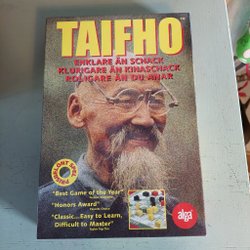 TAIFHO
ENKLARE ÄN SCHACK
KLURIGARE ÄN KINASCHACK
ROLIGARE ÄN DU ANAR
"Best Game of the Year"
"Honors Award"
"Classic...Easy to Learn,
Difficult to Master"
alga